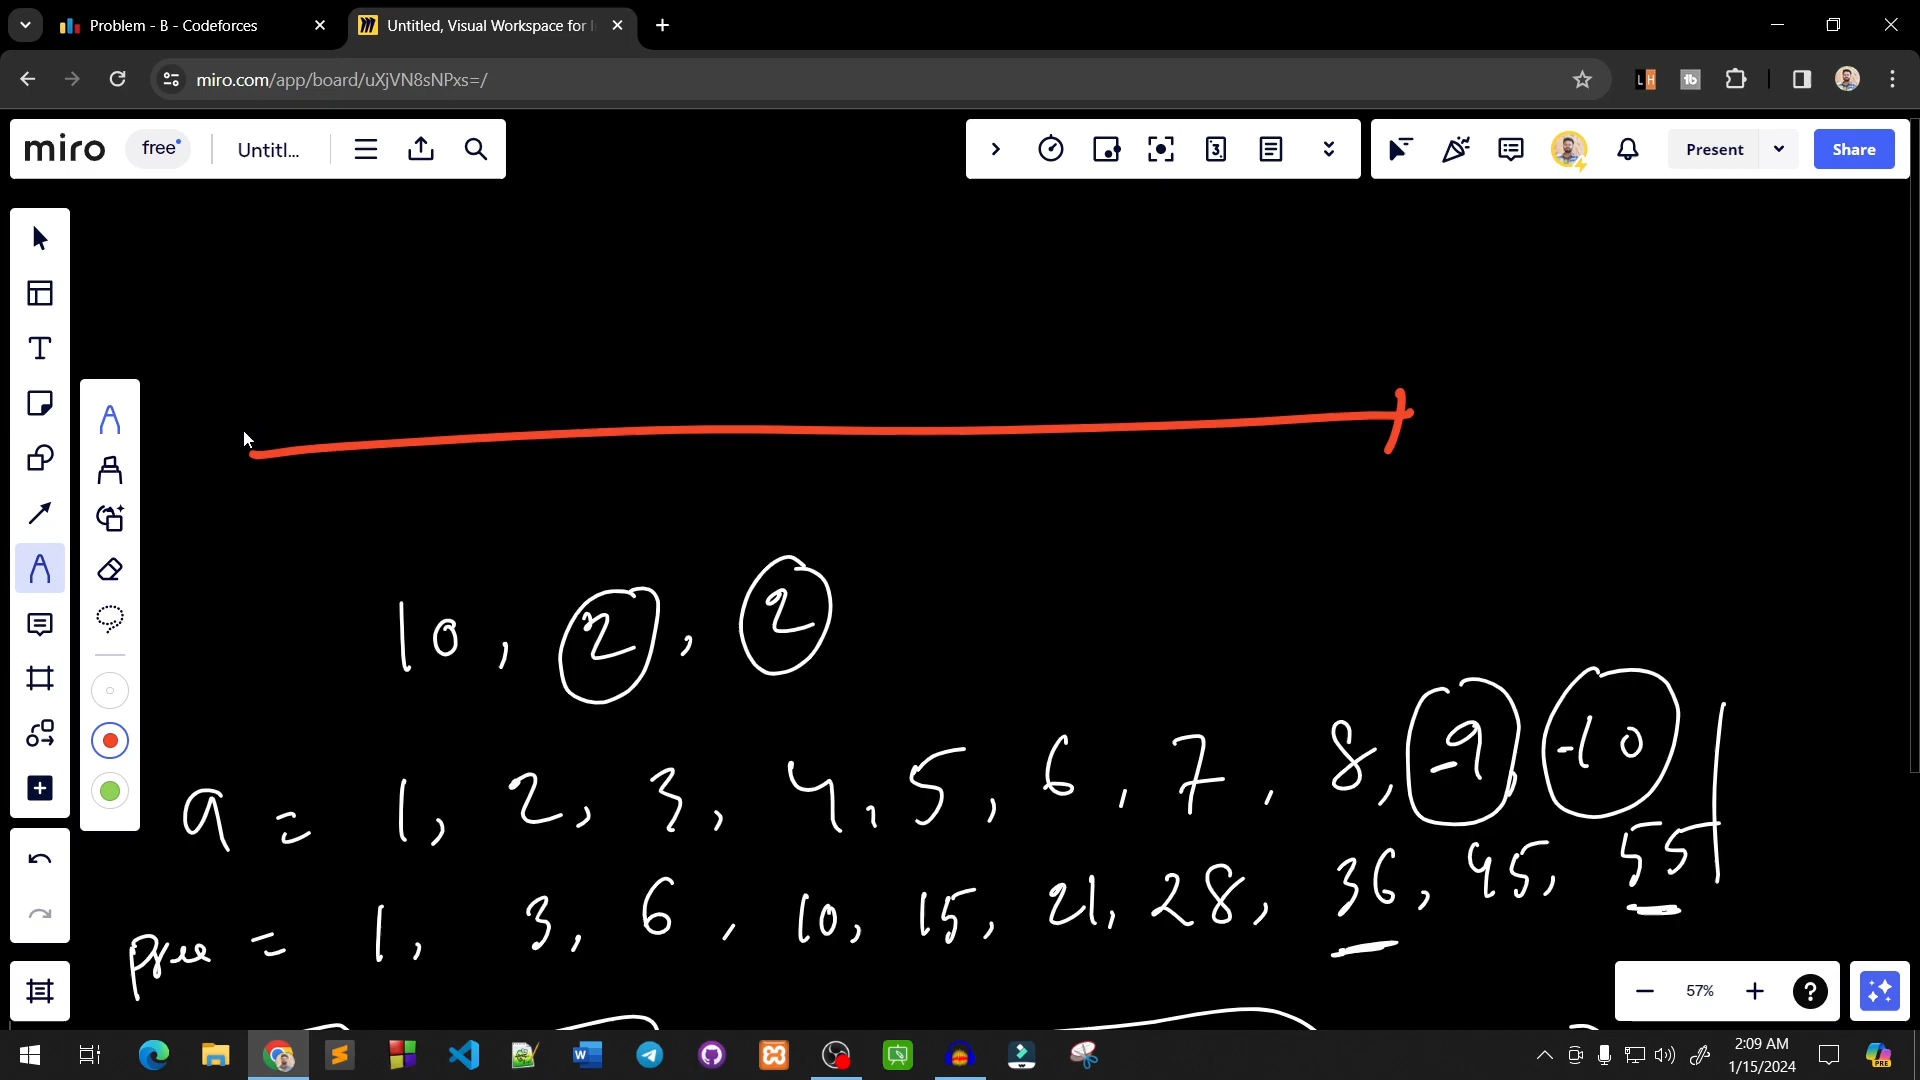 Problem - B - Codeforces
Untitled, Visual Workspace for I
miro.com/app/board/uXjVN8sNPxs=/
miro free Untitl... 3 Present Share
10, 2, 2
a = 1, 2, 3, 4, 5, 6, 7, 8, -9, -10
pre = 1, 3, 6, 10, 15, 21, 28, 36, 45, 55
57%
2:09 AM
1/15/2024